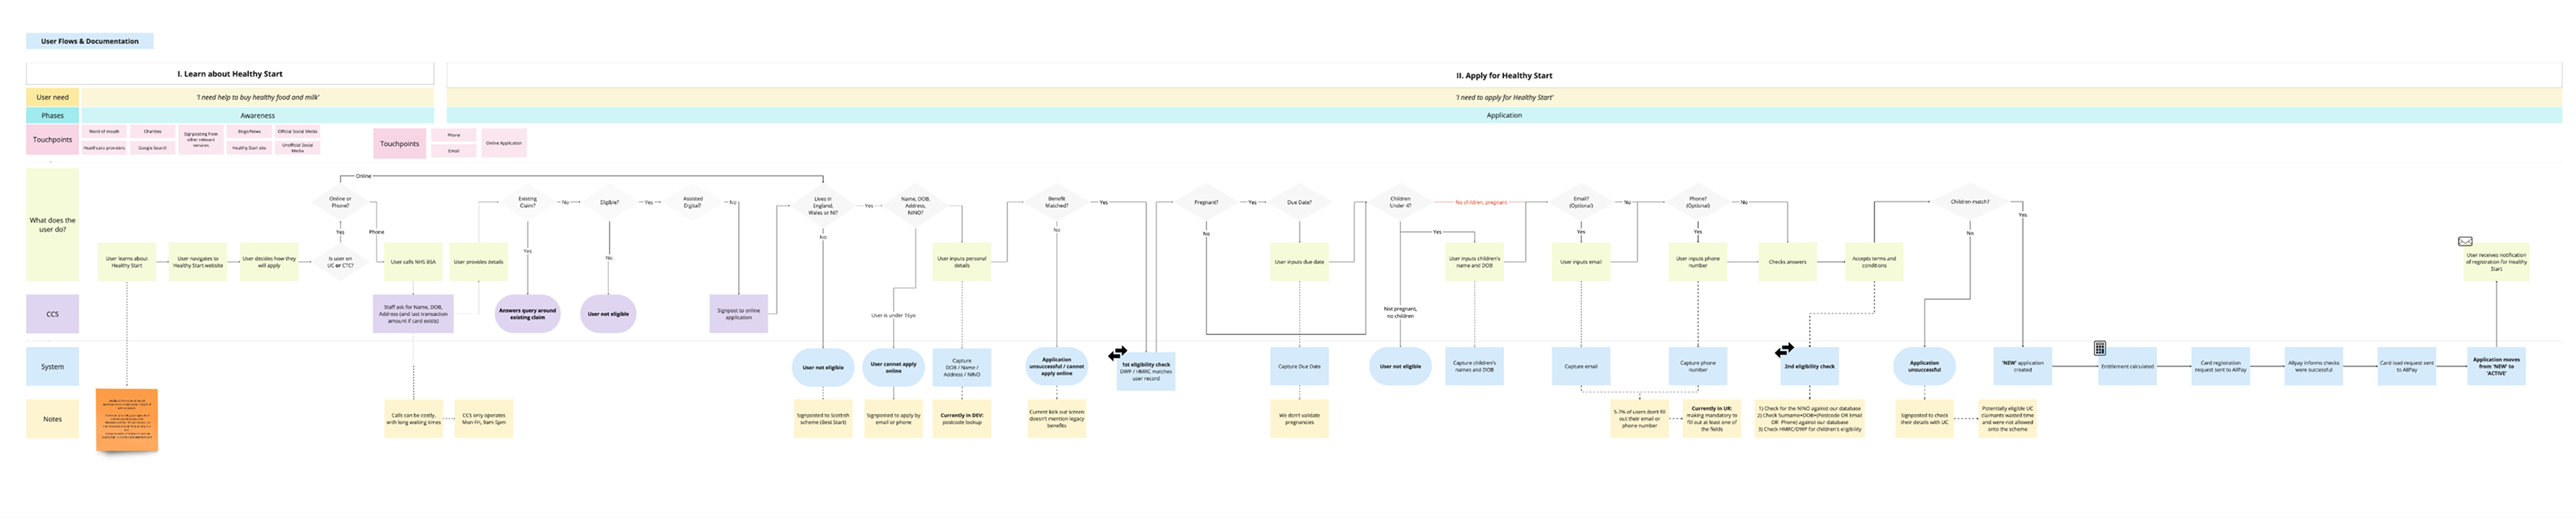 User Flows & Documentation
I. Learn about Healthy Start
II. Apply for Healthy Start
User need
'I need help to buy healthy food and milk'
'I need to apply for Healthy Start'
Phases
Awareness
Application
Touchpoints
Word of mouth
Charities
Signposting from
other relevant
services
Blogs/News
Official Social Media
Healthcare providers
Google Search
Healthy Start site
Unofficial Social
Media
Touchpoints
Phone
Email
Online Application
What does the
user do?
Online
Online or
Phone?
Yes
Phone
Is user on
UC or CTC?
User learns about
Healthy Start
User navigates to
Healthy Start website
User decides how they
will apply
User calls NHS BSA
User provides details
Existing
Claim?
No
Yes
Eligible?
Yes
No
Assisted
Digital?
No
Lives in
England,
Wales or NI?
Yes
No
Name, DOB.
Address,
NINO?
User is under 16yo
User inputs personal
details
Benefit
Matched?
Yes
No
Pregnant?
Yes
No
Due Date?
User inputs due date
Children
Under 4?
No children, pregnant
Yes
Not pregnant,
no children
User inputs children's
name and DOB
Email?
(Optional)
No
Yes
User inputs email
Phone?
(Optional)
No
Yes
User inputs phone
number
Checks answers
Accepts terms and
conditions
Children match?
Yes
No
User receives notification
of registration for Healthy
Start
CCS
Staff ask for Name, DOB,
Address (and last transaction
amount if card exists)
Answers query around
existing claim
User not eligible
Signpost to online
application
System
User not eligible
User cannot apply
online
Capture
DOB / Name /
Address / NINO
Application
unsuccessful / cannot
apply online
1st eligibility check
DWP / HMRC matches
user record
Capture Due Date
User not eligible
Capture children's
names and DOB
Capture email
Capture phone
number
2nd eligibility check
Application
unsuccessful
'NEW' application
created
Entitlement calculated
Card registration
request sent to AllPay
Allpay informs checks
were successful
Card load request sent
to AllPay
Application moves
from 'NEW' to
'ACTIVE'
Notes
Calls can be costly,
with long waiting times
CCS only operates
Mon-Fri, 9am-5pm
Signposted to Scottish
scheme (Best Start)
Signposted to apply by
email or phone
Currently in DEV:
postcode lookup
Current kick out screen
doesn't mention legacy
benefits
We don't validate
pregnancies
5-7% of users don't fill
out their email or
phone number
Currently in UR:
making mandatory to
fill out at least one of
the fields
1) Check for the NINO against our database
2) Check Surname+DOB+(Postcode OR Email
OR Phone) against our database
3) Check HMRC/DWP for children's eligibility
Signposted to check
their details with UC
Potentially eligible UC
claimants wasted time
and were not allowed
onto the scheme